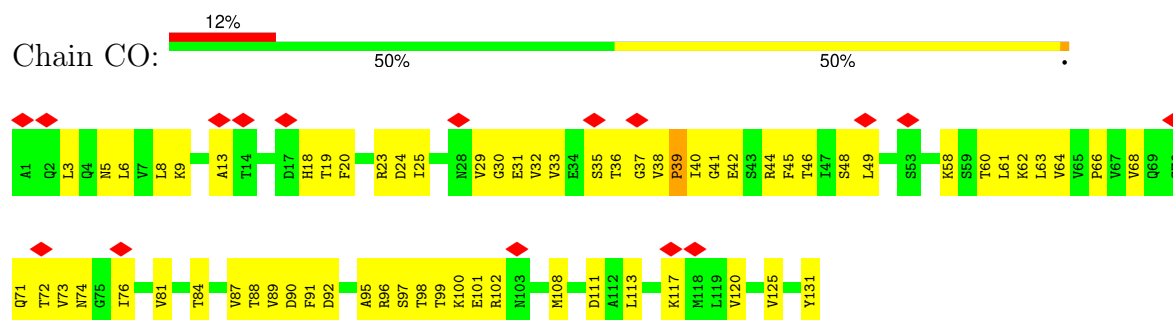 12%
Chain CO:
50% 50% •
A1 Q2 L3 Q4 N5 L6 V7 L8 K9 A13 T14 D17 H18 T19 F20 R23 D24 I25 N28 V29 G30 E31 V32 V33 E34 S35 T36 G37 V38 P39 I40 G41 E42 S43 R44 F45 T46 I47 S48 L49 S53 K58 S59 T60 L61 K62 L63 V64 V65 P66 V67 V68 Q69
Q71 T72 V73 N74 G75 I76 V81 T84 V87 T88 V89 D90 F91 D92 A95 R96 S97 T98 T99 K100 E101 R102 N103 M108 D111 A112 L113 K117 M118 L119 V120 V125 Y131